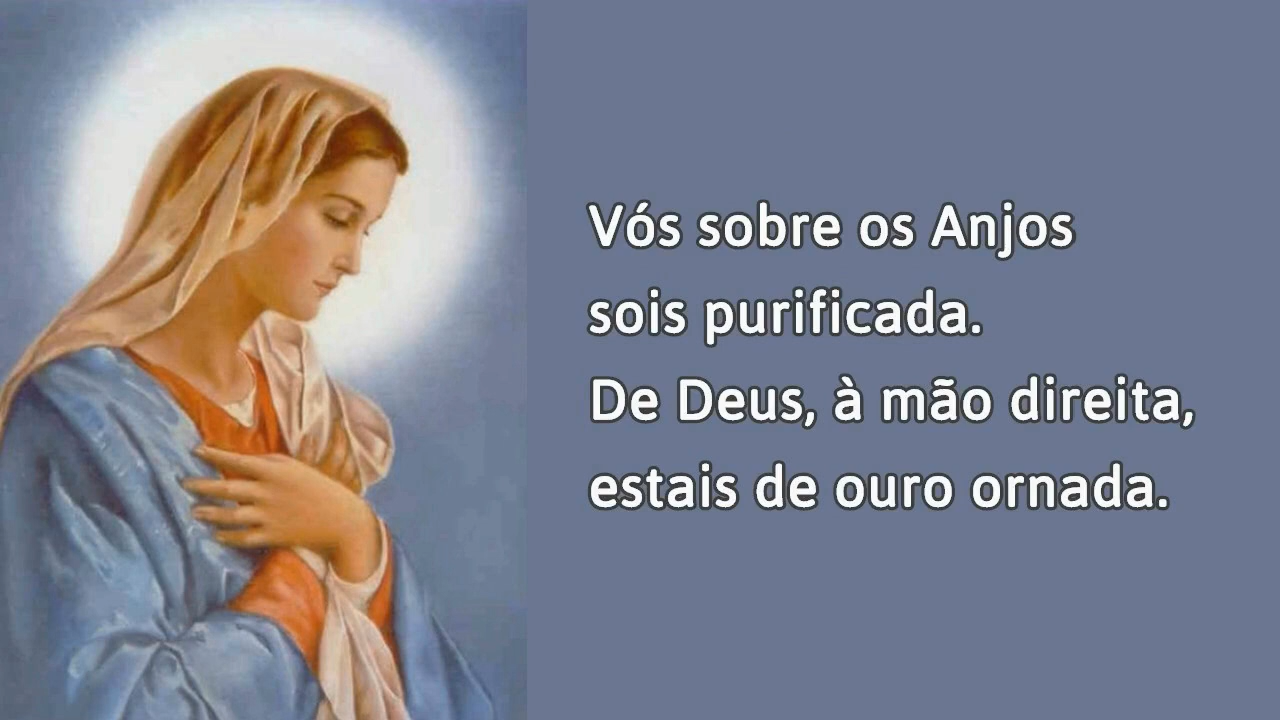 Vós sobre os Anjos
sois purificada.
De Deus, à mão direita,
estais de ouro ornada.